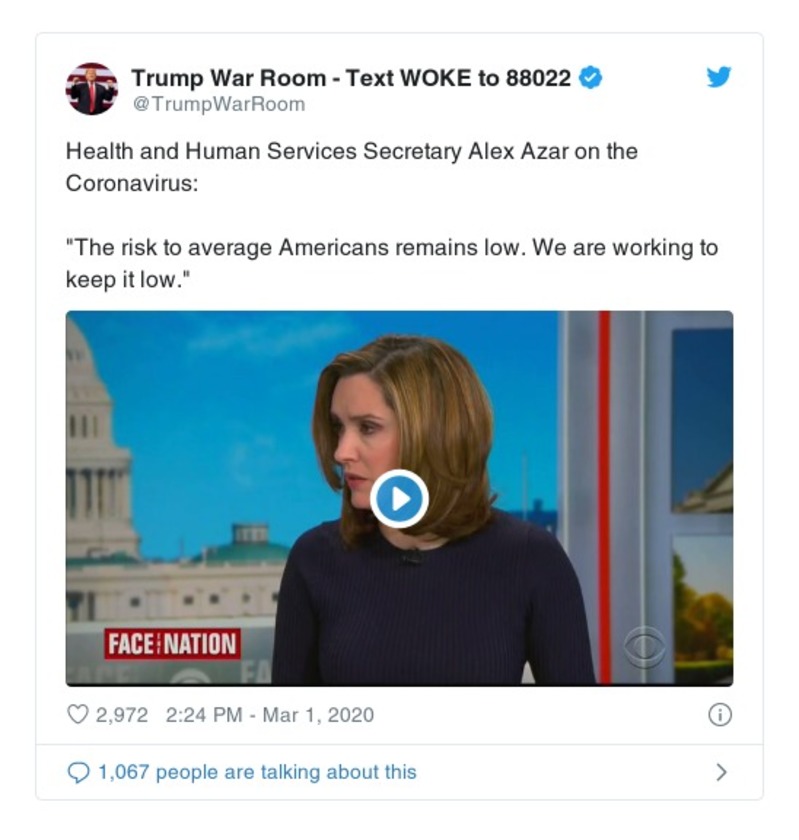 Trump War Room - Text WOKE to 88022
@TrumpWarRoom
Health and Human Services Secretary Alex Azar on the
Coronavirus:
"The risk to average Americans remains low. We are working to
keep it low."
FACE THE NATION
2,972 2:24 PM - Mar 1, 2020
1,067 people are talking about this